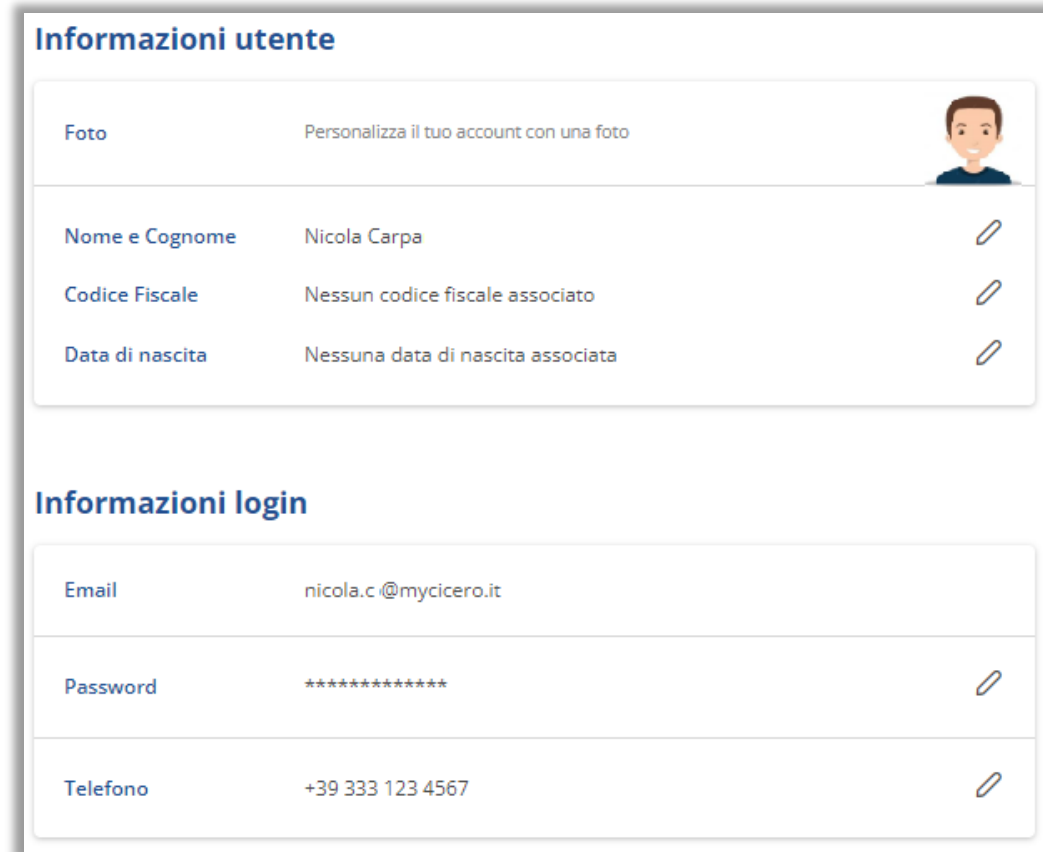 Informazioni utente
Foto Personalizza il tuo account con una foto
Nome e Cognome Nicola Carpa
Codice Fiscale Nessun codice fiscale associato
Data di nascita Nessuna data di nascita associata
Informazioni login
Email nicola.c @mycicero.it
Password *************
Telefono +39 333 123 4567